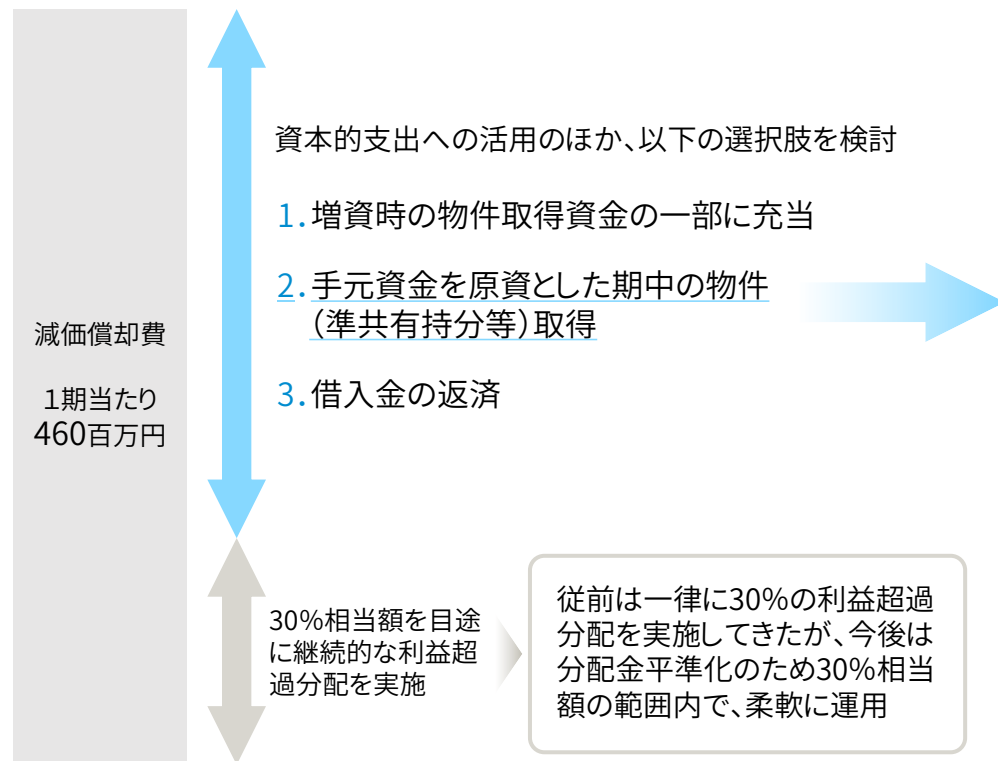 減価償却費
1期当たり
460百万円
資本的支出への活用のほか、以下の選択肢を検討
1.増資時の物件取得資金の一部に充当
2.手元資金を原資とした期中の物件
（準共有持分等）取得
3.借入金の返済
30％相当額を目途
に継続的な利益超
過分配を実施
従前は一律に30％の利益超過
分配を実施してきたが、今後は
分配金平準化のため30％相当
額の範囲内で、柔軟に運用